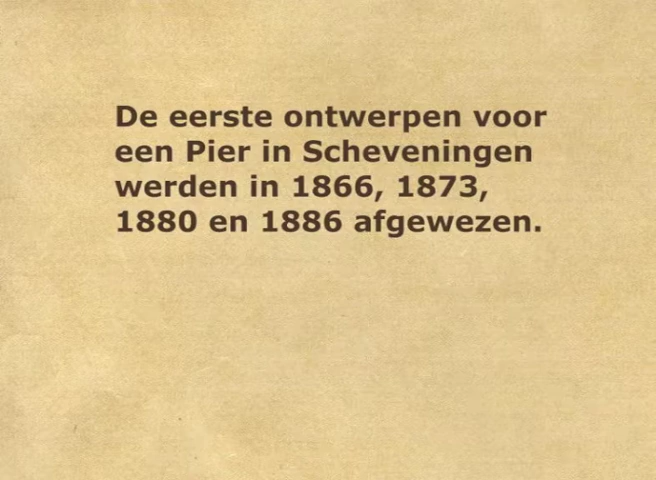 De eerste ontwerpen voor
een Pier in Scheveningen
werden in 1866, 1873,
1880 en 1886 afgewezen.